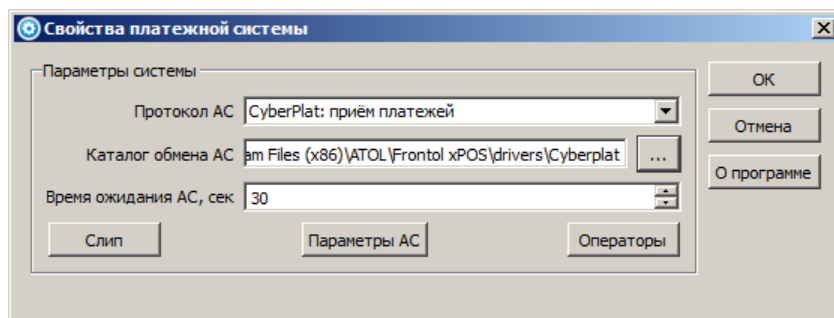 Свойства платежной системы
Параметры системы
Протокол АС CyberPlat: приём платежей
Каталог обмена АС am Files (x86)\ATOL\Frontol xPOS\drivers\Cyberplat ...
Время ожидания АС, сек 30
Слип Параметры АС Операторы
ОК
Отмена
О программе